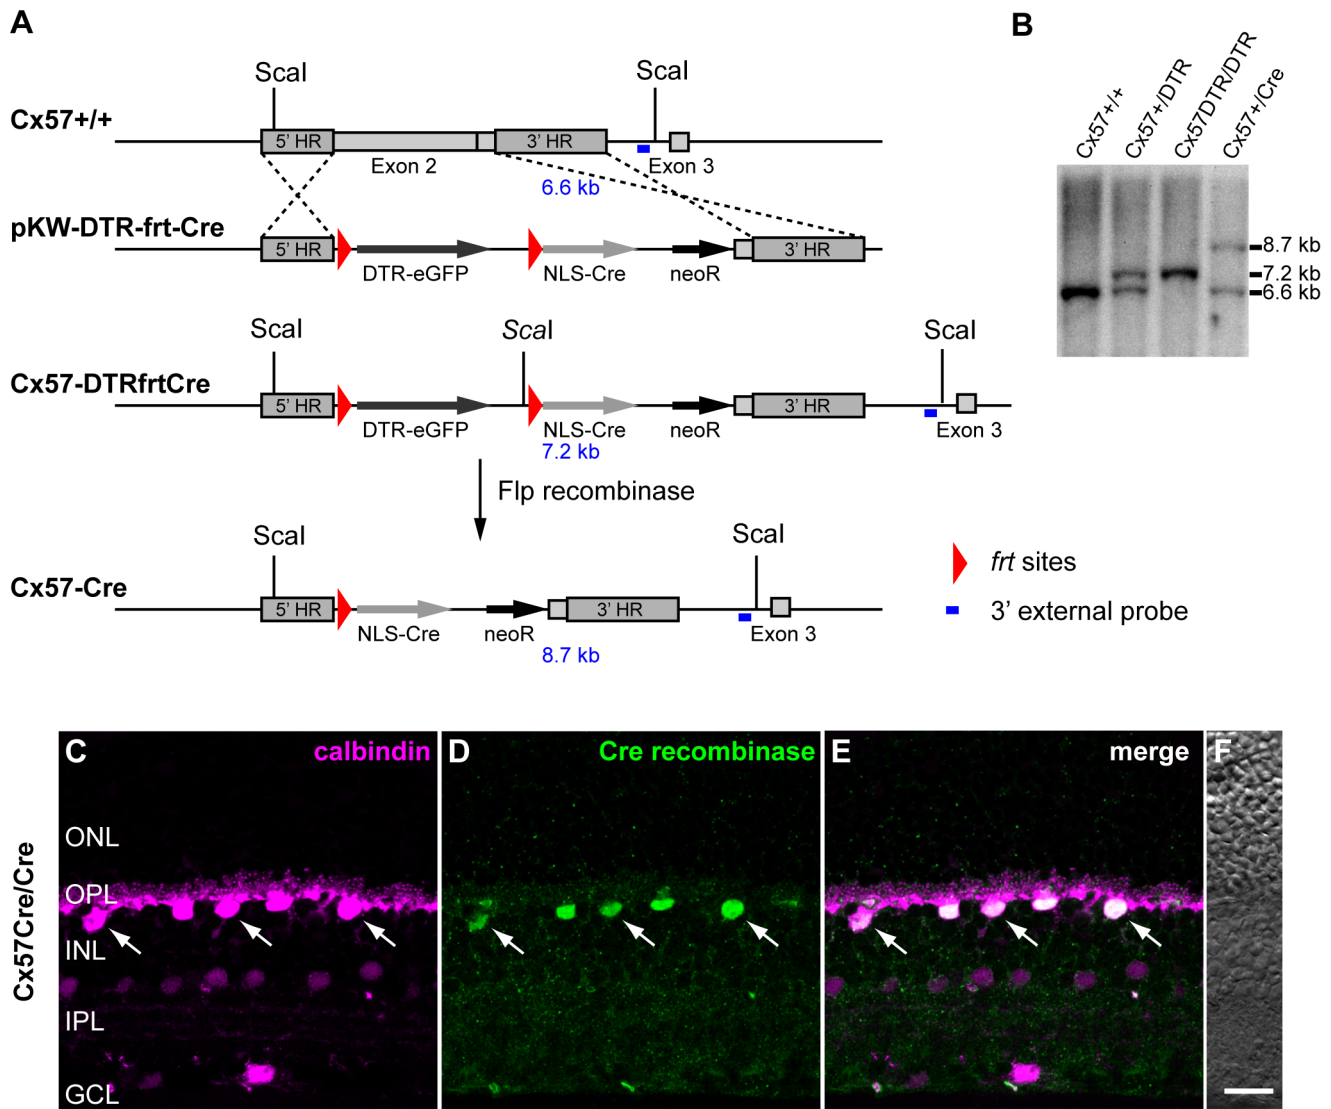 A
ScaI
ScaI
Cx57+/+
5' HR
3' HR
Exon 2
Exon 3
6.6 kb
pKW-DTR-frt-Cre
5' HR
3' HR
DTR-eGFP
NLS-Cre
neoR
ScaI
ScaI
ScaI
Cx57-DTRfrtCre
5' HR
3' HR
DTR-eGFP
NLS-Cre
neoR
Exon 3
7.2 kb
Flp recombinase
ScaI
ScaI
Cx57-Cre
5' HR
3' HR
NLS-Cre
neoR
Exon 3
8.7 kb
frt sites
3' external probe
B
Cx57+/+
Cx57+/DTR
Cx57DTR/DTR
Cx57+/Cre
8.7 kb
7.2 kb
6.6 kb
Cx57Cre/Cre
C
calbindin
ONL
OPL
INL
IPL
GCL
D
Cre recombinase
E
merge
F